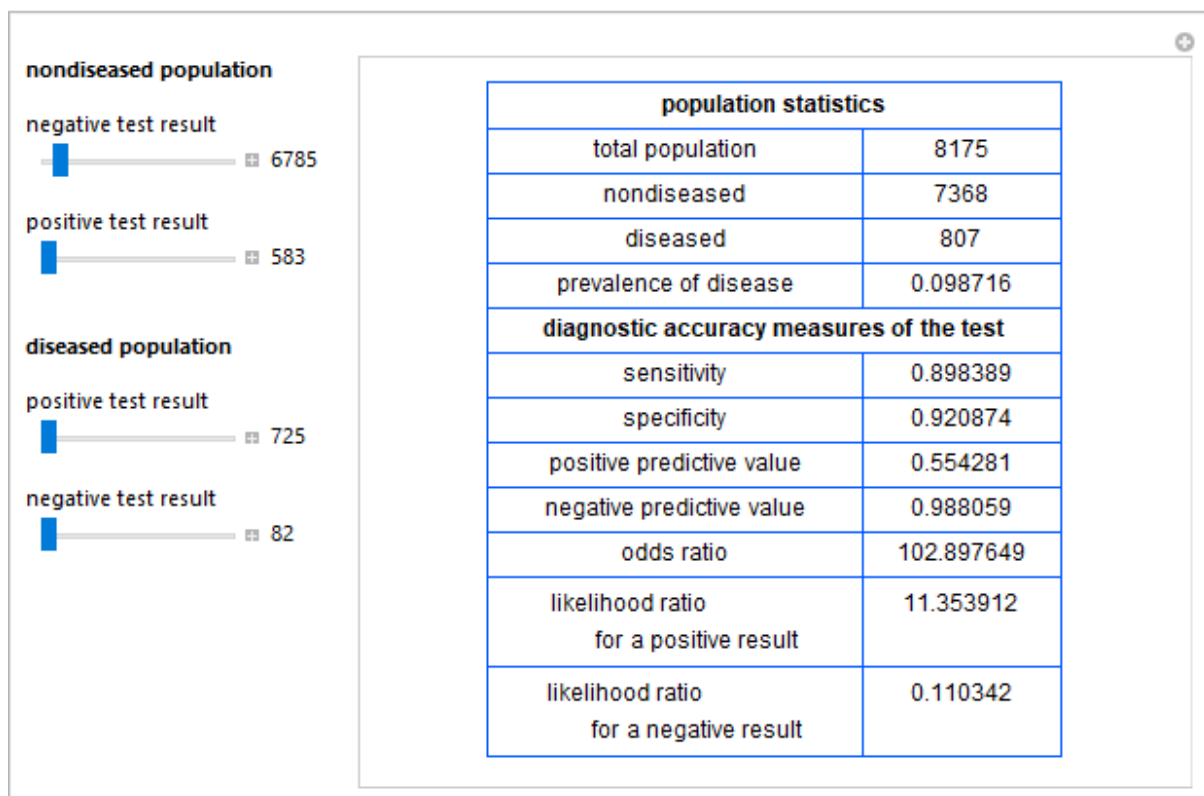 nondiseased population
negative test result
6785
positive test result
583
diseased population
positive test result
725
negative test result
82
population statistics
total population 8175
nondiseased 7368
diseased 807
prevalence of disease 0.098716
diagnostic accuracy measures of the test
sensitivity 0.898389
specificity 0.920874
positive predictive value 0.554281
negative predictive value 0.988059
odds ratio 102.897649
likelihood ratio 11.353912
for a positive result
likelihood ratio 0.110342
for a negative result